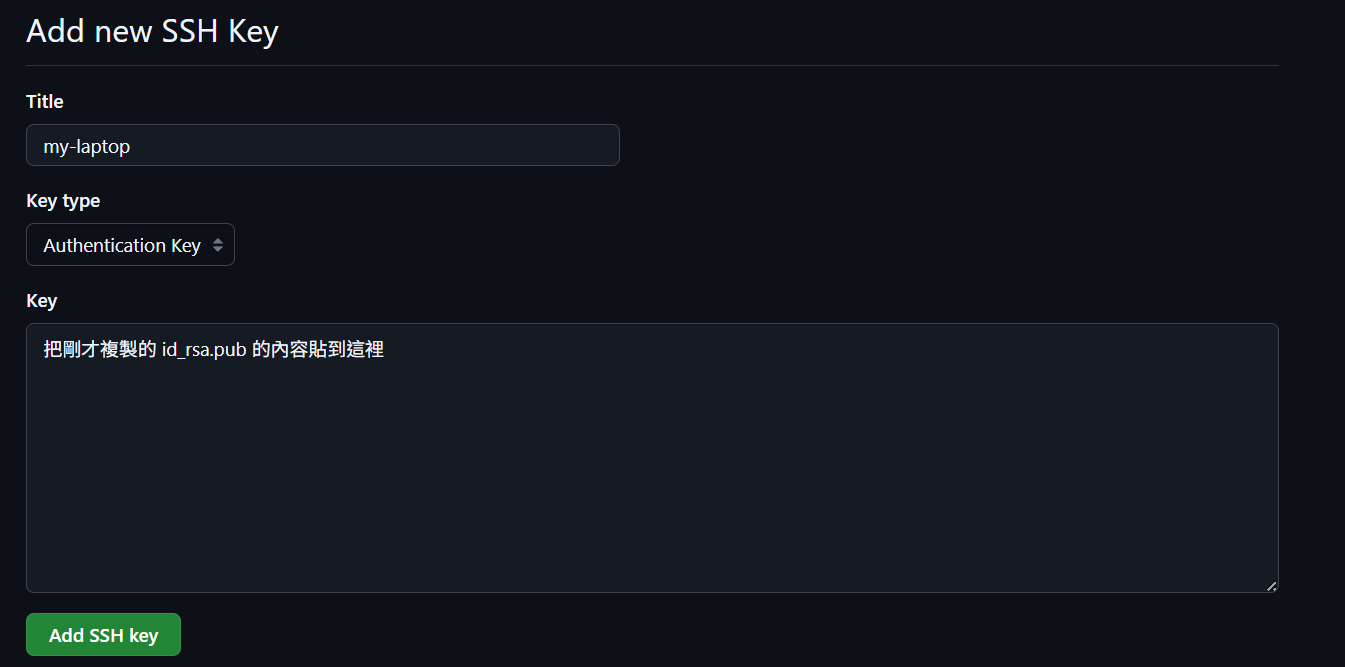 Add new SSH Key
Title
my-laptop
Key type
Authentication Key
Key
把剛才複製的 id_rsa.pub 的內容貼到這裡
Add SSH key